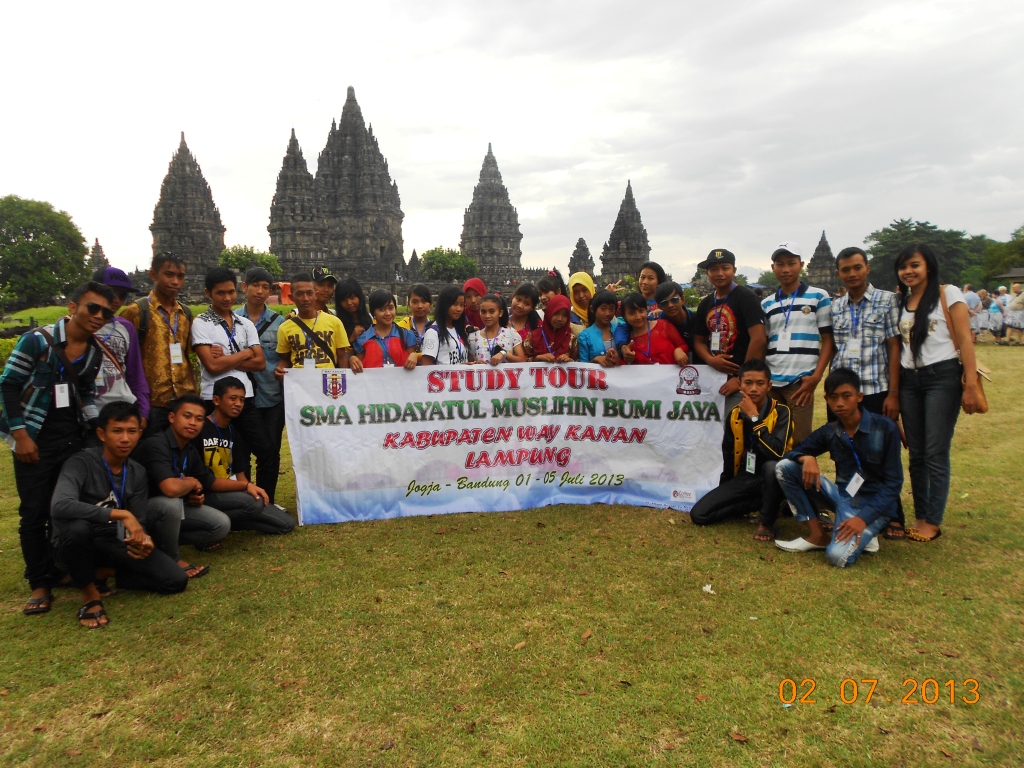 STUDY TOUR
SMA HIDAYATUL MUSLIHIN BUMI JAYA
KABUPATEN WAY KANAN
LAMPUNG
Jogja - Bandung 01 - 05 Juli 2013
02 07 2013